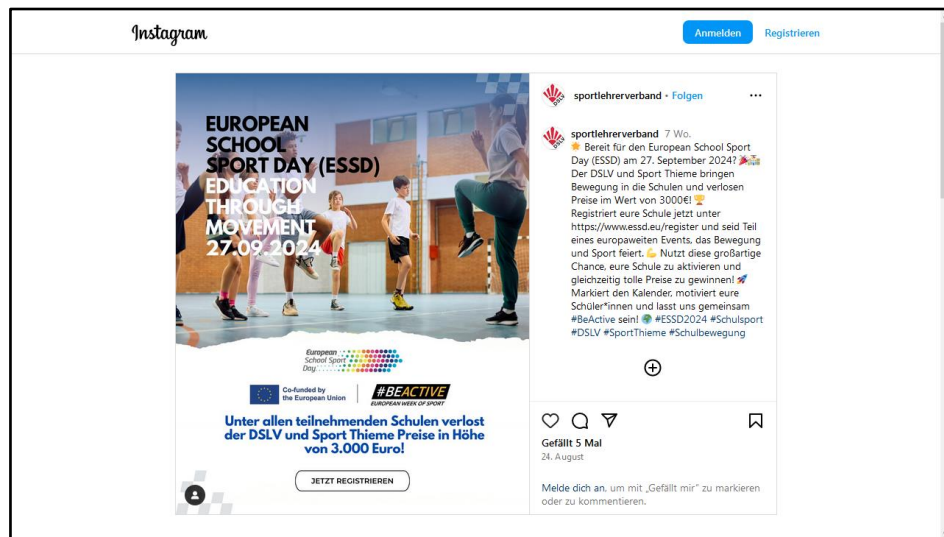 Instagram
Anmelden
Registrieren
EUROPEAN
SCHOOL
SPORT DAY (ESSD)
EDUCATION
THROUGH
MOVEMENT
27.09.2024
European
School Sport
Day
Co-funded by
the European Union
#BEACTIVE
EUROPEAN WEEK OF SPORT
Unter allen teilnehmenden Schulen verlost
der DSLV und Sport Thieme Preise in Höhe
von 3.000 Euro!
JETZT REGISTRIEREN
DSLV
sportlehrerverband • Folgen
DSLV
sportlehrerverband 7 Wo.
Bereit für den European School Sport
Day (ESSD) am 27. September 2024?
Der DSLV und Sport Thieme bringen
Bewegung in die Schulen und verlosen
Preise im Wert von 3000€!
Registriert eure Schule jetzt unter
https://www.essd.eu/register und seid Teil
eines europaweiten Events, das Bewegung
und Sport feiert. Nutzt diese großartige
Chance, eure Schule zu aktivieren und
gleichzeitig tolle Preise zu gewinnen!
Markiert den Kalender, motiviert eure
Schüler*innen und lasst uns gemeinsam
#BeActive sein! #ESSD2024 #Schulsport
#DSLV #SportThieme #Schulbewegung
Gefällt 5 Mal
24. August
Melde dich an, um mit „Gefällt mir" zu markieren
oder zu kommentieren.